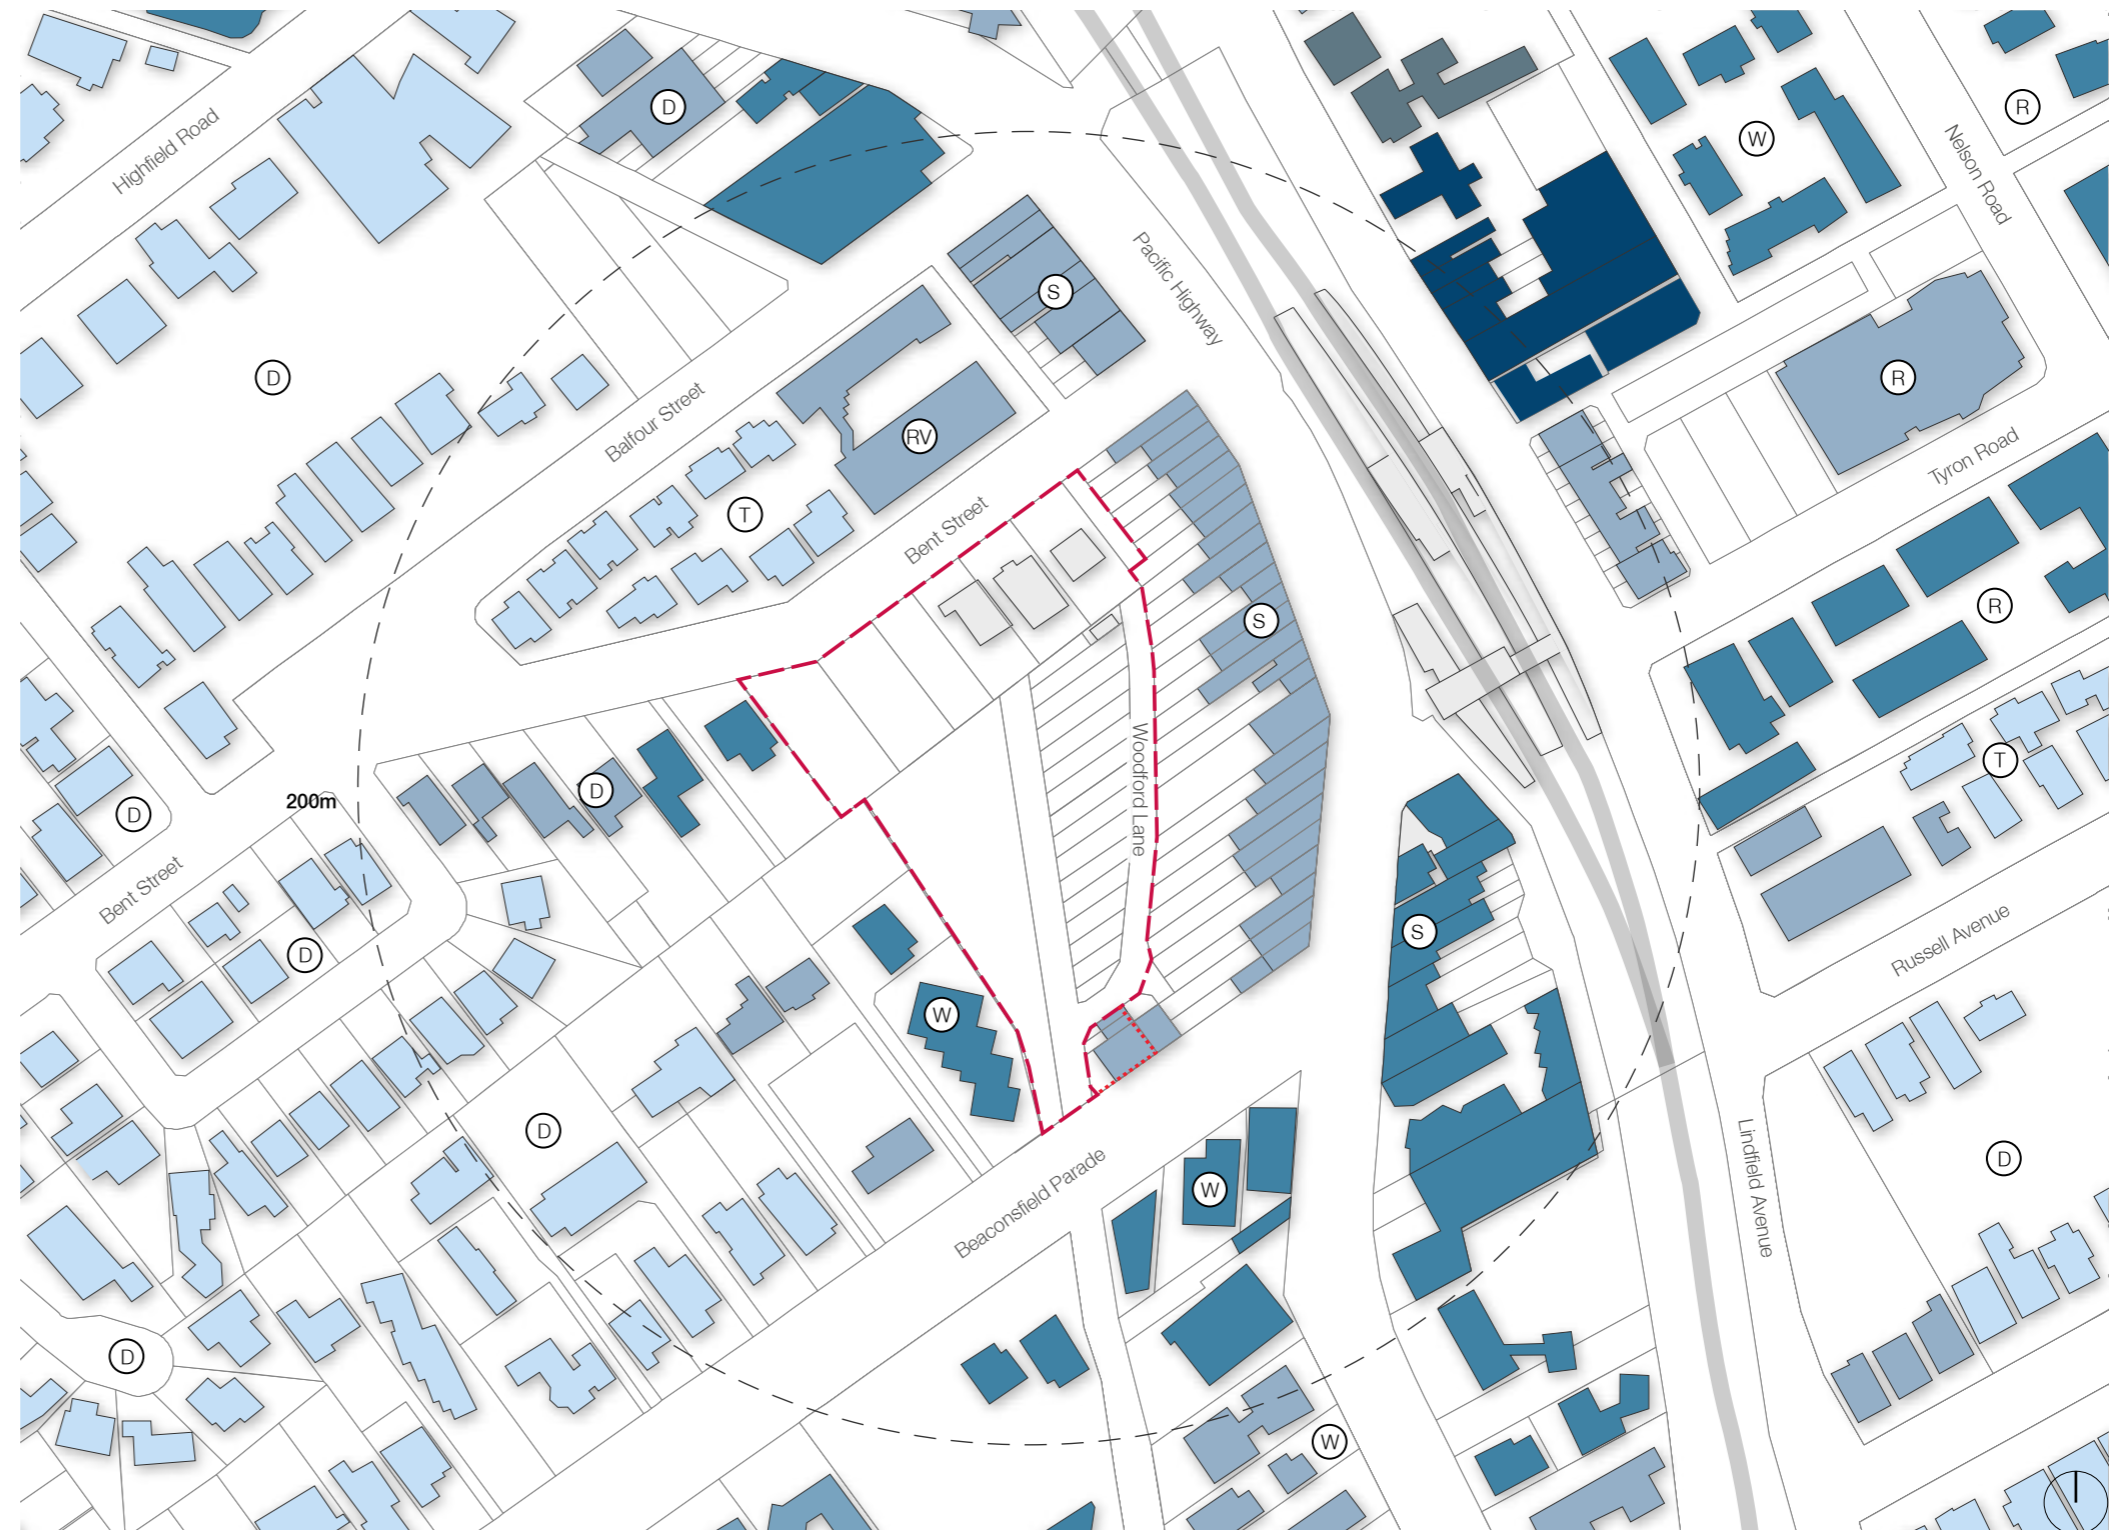 D
R
W
Highfield Road
Nelson Road
S
Pacific Highway
D
R
Balfour Street
RV
Tyron Road
T
Bent Street
R
S
T
Woodford Lane
D
200m
D
Bent Street
S
Russell Avenue
D
W
D
D
Beaconsfield Parade
W
Lindfield Avenue
D
W